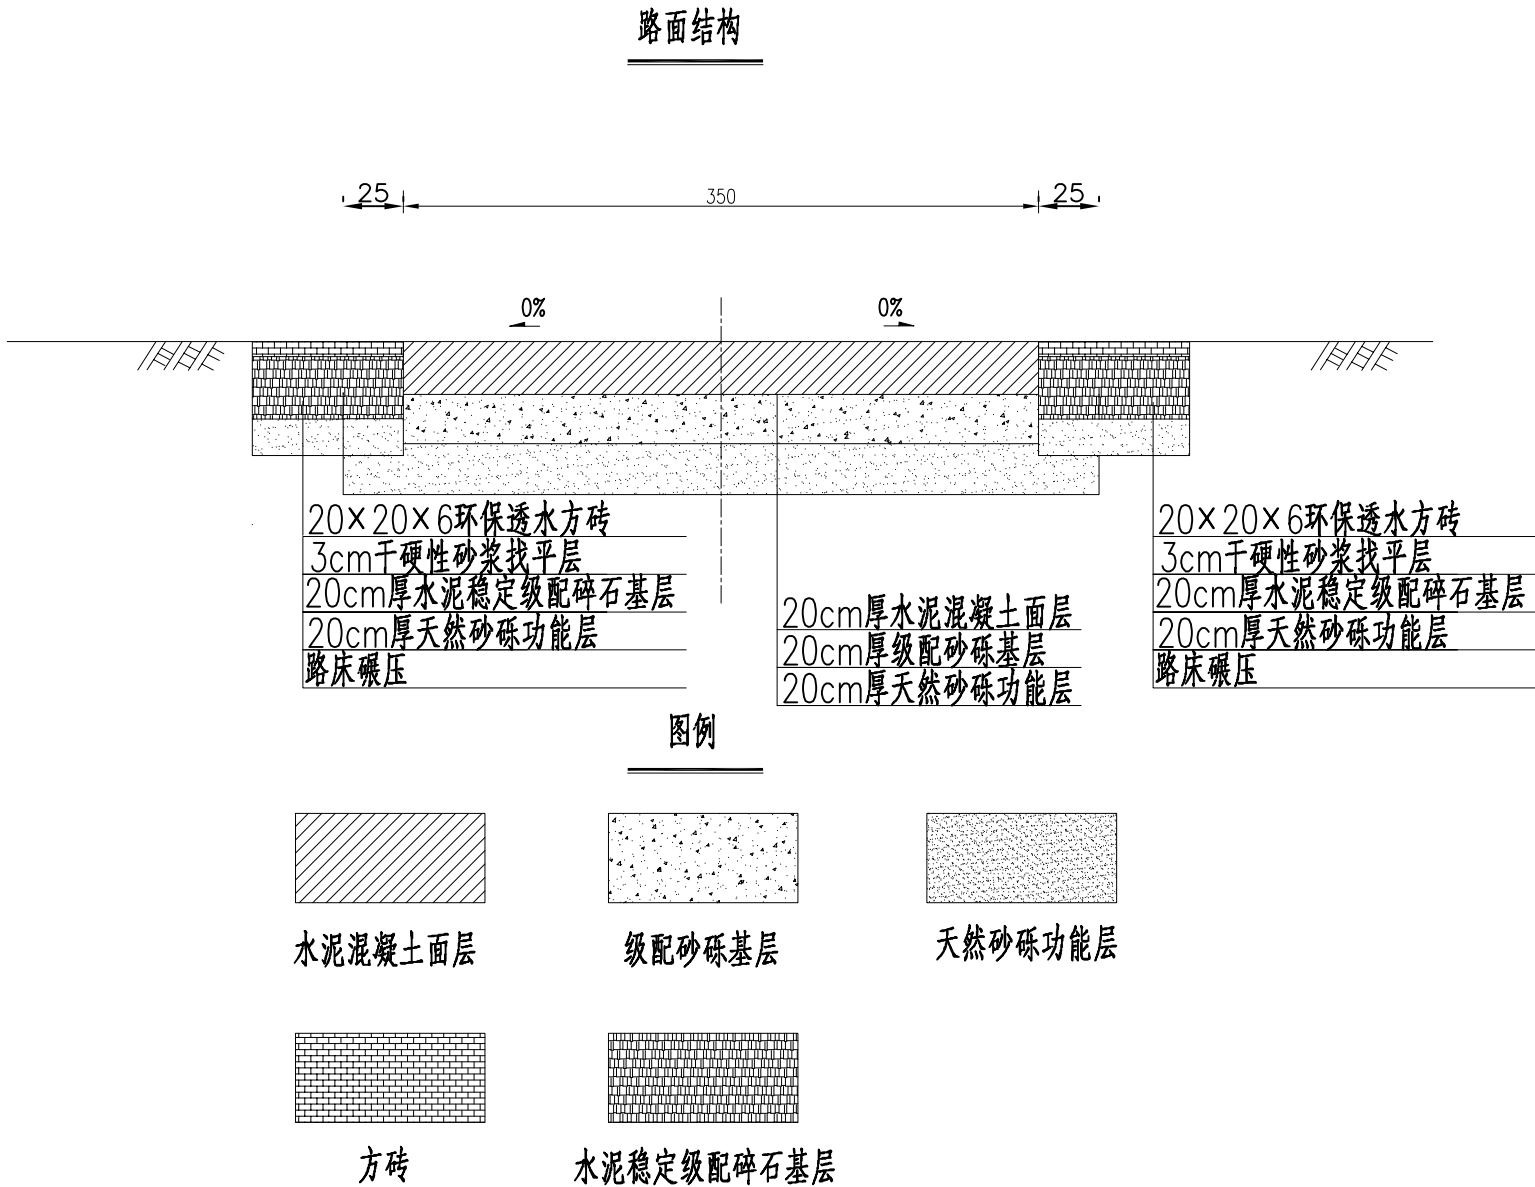 路面结构
25
350
25
0%
0%
20×20×6环保透水方砖
3cm干硬性砂浆找平层
20cm厚水泥稳定级配碎石基层
20cm厚天然砂砾功能层
路床碾压
20cm厚水泥混凝土面层
20cm厚级配砂砾基层
20cm厚天然砂砾功能层
20×20×6环保透水方砖
3cm干硬性砂浆找平层
20cm厚水泥稳定级配碎石基层
20cm厚天然砂砾功能层
路床碾压
图例
水泥混凝土面层
级配砂砾基层
天然砂砾功能层
方砖
水泥稳定级配碎石基层